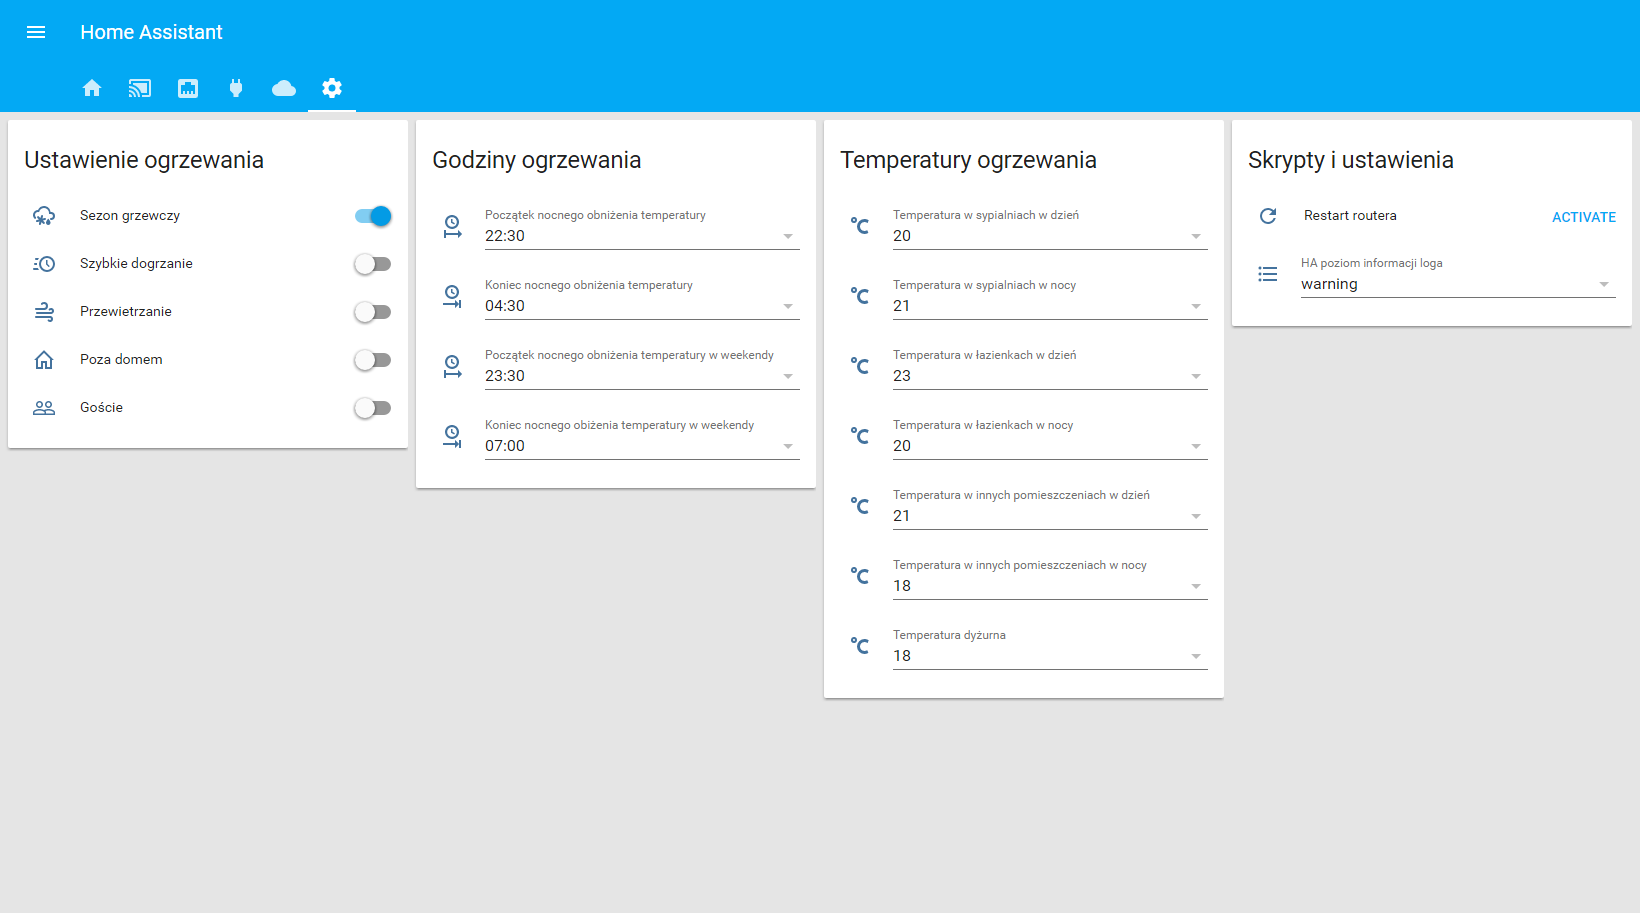 Home Assistant
Ustawienie ogrzewania
Sezon grzewczy
Szybkie dogrzanie
Przewietrzanie
Poza domem
Goście
Godziny ogrzewania
Początek nocnego obniżenia temperatury
22:30
Koniec nocnego obniżenia temperatury
04:30
Początek nocnego obniżenia temperatury w weekendy
23:30
Koniec nocnego obiżenia temperatury w weekendy
07:00
Temperatury ogrzewania
°C
Temperatura w sypialniach w dzień
20
°C
Temperatura w sypialniach w nocy
21
°C
Temperatura w łazienkach w dzień
23
°C
Temperatura w łazienkach w nocy
20
°C
Temperatura w innych pomieszczeniach w dzień
21
°C
Temperatura w innych pomieszczeniach w nocy
18
°C
Temperatura dyżurna
18
Skrypty i ustawienia
Restart routera
ACTIVATE
HA poziom informacji loga
warning